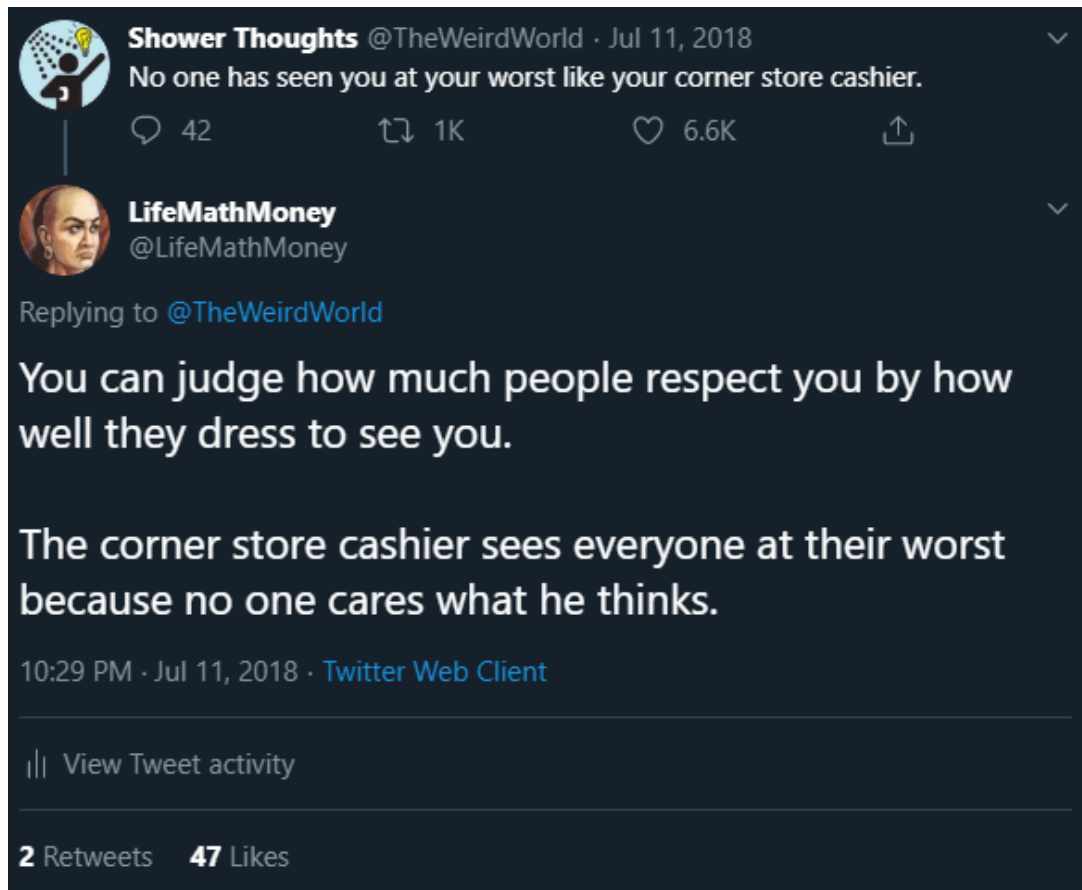 Shower Thoughts @TheWeirdWorld · Jul 11, 2018
No one has seen you at your worst like your corner store cashier.
42 1K 6.6K
LifeMathMoney
@LifeMathMoney
Replying to @TheWeirdWorld
You can judge how much people respect you by how
well they dress to see you.
The corner store cashier sees everyone at their worst
because no one cares what he thinks.
10:29 PM · Jul 11, 2018 · Twitter Web Client
View Tweet activity
2 Retweets 47 Likes